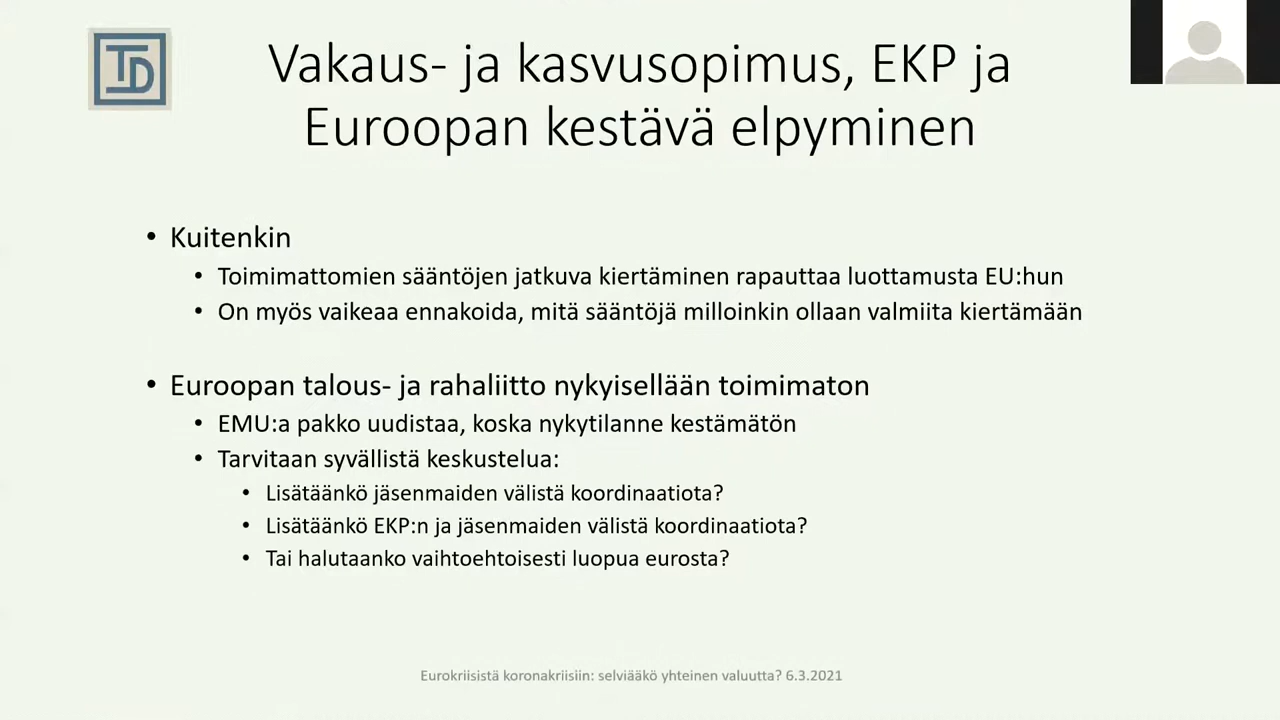 TD
Vakaus- ja kasvusopimus, EKP ja
Euroopan kestävä elpyminen
• Kuitenkin
• Toimimattomien sääntöjen jatkuva kiertäminen rapauttaa luottamusta EU:hun
• On myös vaikeaa ennakoida, mitä sääntöjä milloinkin ollaan valmiita kiertämään
• Euroopan talous- ja rahaliitto nykyisellään toimimaton
• EMU:a pakko uudistaa, koska nykytilanne kestämätön
• Tarvitaan syvällistä keskustelua:
• Lisätäänkö jäsenmaiden välistä koordinaatiota?
• Lisätäänkö EKP:n ja jäsenmaiden välistä koordinaatiota?
• Tai halutaanko vaihtoehtoisesti luopua eurosta?
Eurokriisistä koronakriisiin: selviääkö yhteinen valuutta? 6.3.2021